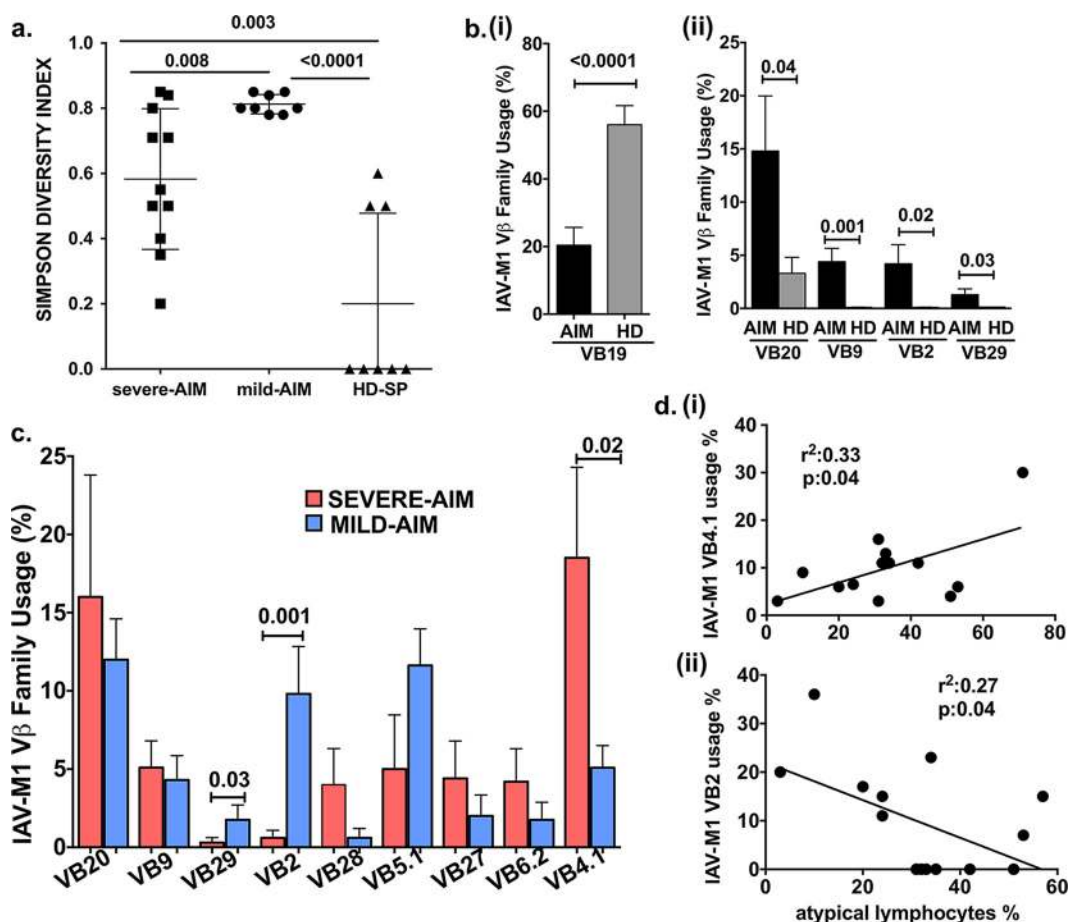 a.
SIMPSON DIVERSITY INDEX
1.0
0.8
0.6
0.4
0.2
0.0
0.003
0.008
<0.0001
severe-AIM mild-AIM HD-SP
b.(i)
IAV-M1 Vβ Family Usage (%)
80
60
40
20
0
<0.0001
AIM HD
VB19
(ii)
IAV-M1 Vβ Family Usage (%)
25
20
15
10
5
0
0.04
0.001
0.02
0.03
AIM HD AIM HD AIM HD AIM HD
VB20 VB9 VB2 VB29
c.
IAV-M1 Vβ Family Usage (%)
25
20
15
10
5
0
SEVERE-AIM
MILD-AIM
0.03
0.001
0.02
VB20 VB9 VB29 VB2 VB28 VB5.1 VB27 VB6.2 VB4.1
d. (i)
IAV-M1 VB4.1 usage %
40
30
20
10
0
r²:0.33
p:0.04
0 20 40 60 80
(ii)
IAV-M1 VB2 usage %
40
30
20
10
0
r²:0.27
p:0.04
0 20 40 60
atypical lymphocytes %